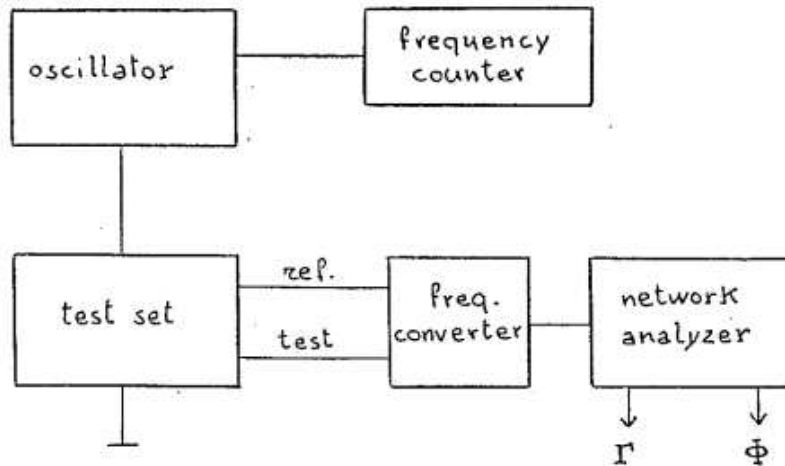 oscillator
frequency
counter
test set
ref.
test
freq.
converter
network
analyzer
Γ
Φ